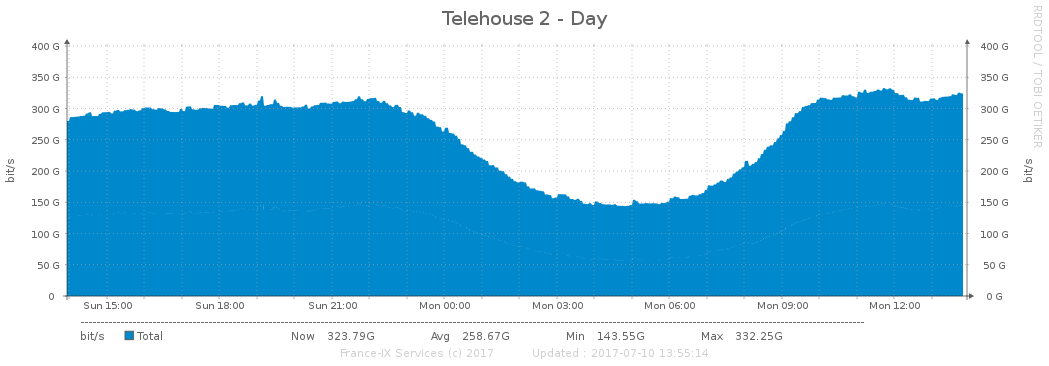 Telehouse 2 - Day
RRDTOOL / TOBI OETIKER
400 G 400 G
350 G 350 G
300 G 300 G
250 G 250 G
200 G 200 G
150 G 150 G
100 G 100 G
50 G 50 G
0 0 G
bit/s
bit/s
Sun 15:00 Sun 18:00 Sun 21:00 Mon 00:00 Mon 03:00 Mon 06:00 Mon 09:00 Mon 12:00
bit/s Total Now 323.79G Avg 258.67G Min 143.55G Max 332.25G
France-IX Services (c) 2017 Updated : 2017-07-10 13:55:14